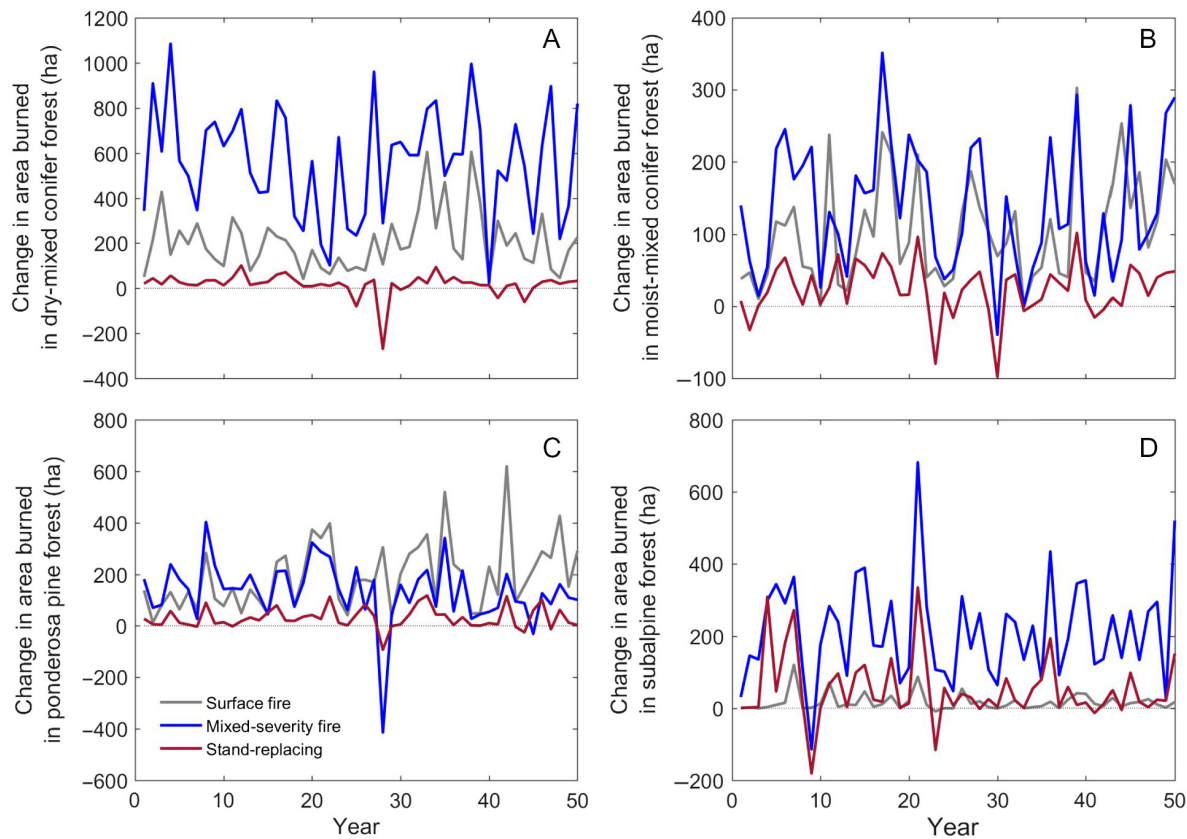 A
Change in area burned
in dry-mixed conifer forest (ha)
1200
1000
800
600
400
200
0
−200
−400
B
Change in area burned
in moist-mixed conifer forest (ha)
400
300
200
100
0
−100
C
Change in area burned
in ponderosa pine forest (ha)
800
600
400
200
0
−200
−400
−600
Surface fire
Mixed-severity fire
Stand-replacing
0 10 20 30 40 50
Year
D
Change in area burned
in subalpine forest (ha)
800
600
400
200
0
−200
0 10 20 30 40 50
Year